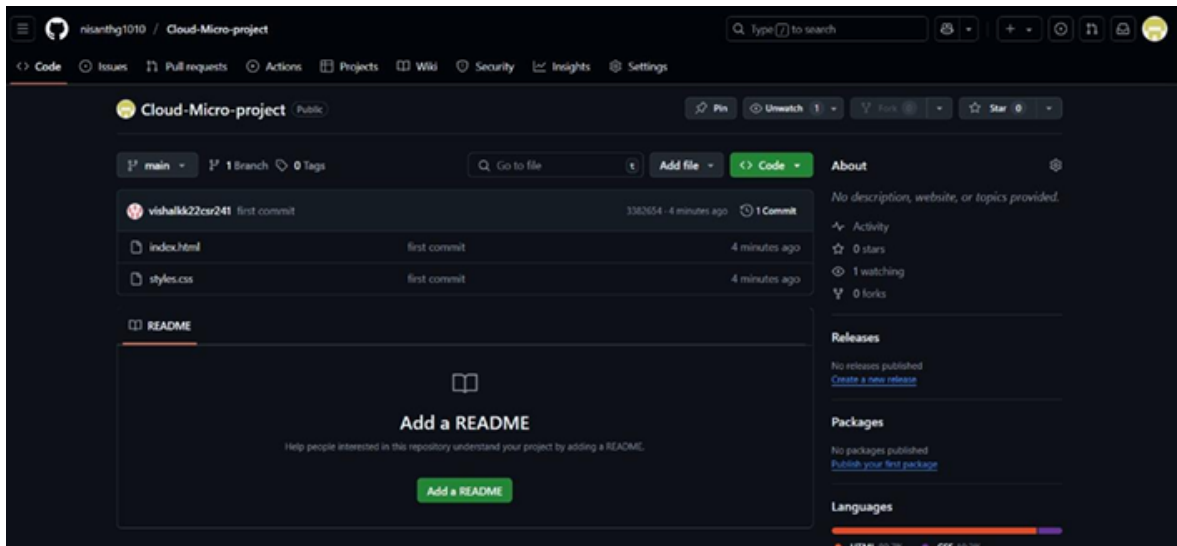 nisanthg1010 / Cloud-Micro-project
Type / to search
Code Issues Pull requests Actions Projects Wiki Security Insights Settings
Cloud-Micro-project Public
Pin Unwatch 1 Fork 0 Star 0
main 1 Branch 0 Tags Go to file t Add file Code
vishalkk22csr241 first commit 3382654 · 4 minutes ago 1 Commit
index.html first commit 4 minutes ago
styles.css first commit 4 minutes ago
README
Add a README
Help people interested in this repository understand your project by adding a README.
Add a README
About
No description, website, or topics provided.
Activity
0 stars
1 watching
0 forks
Releases
No releases published
Create a new release
Packages
No packages published
Publish your first package
Languages